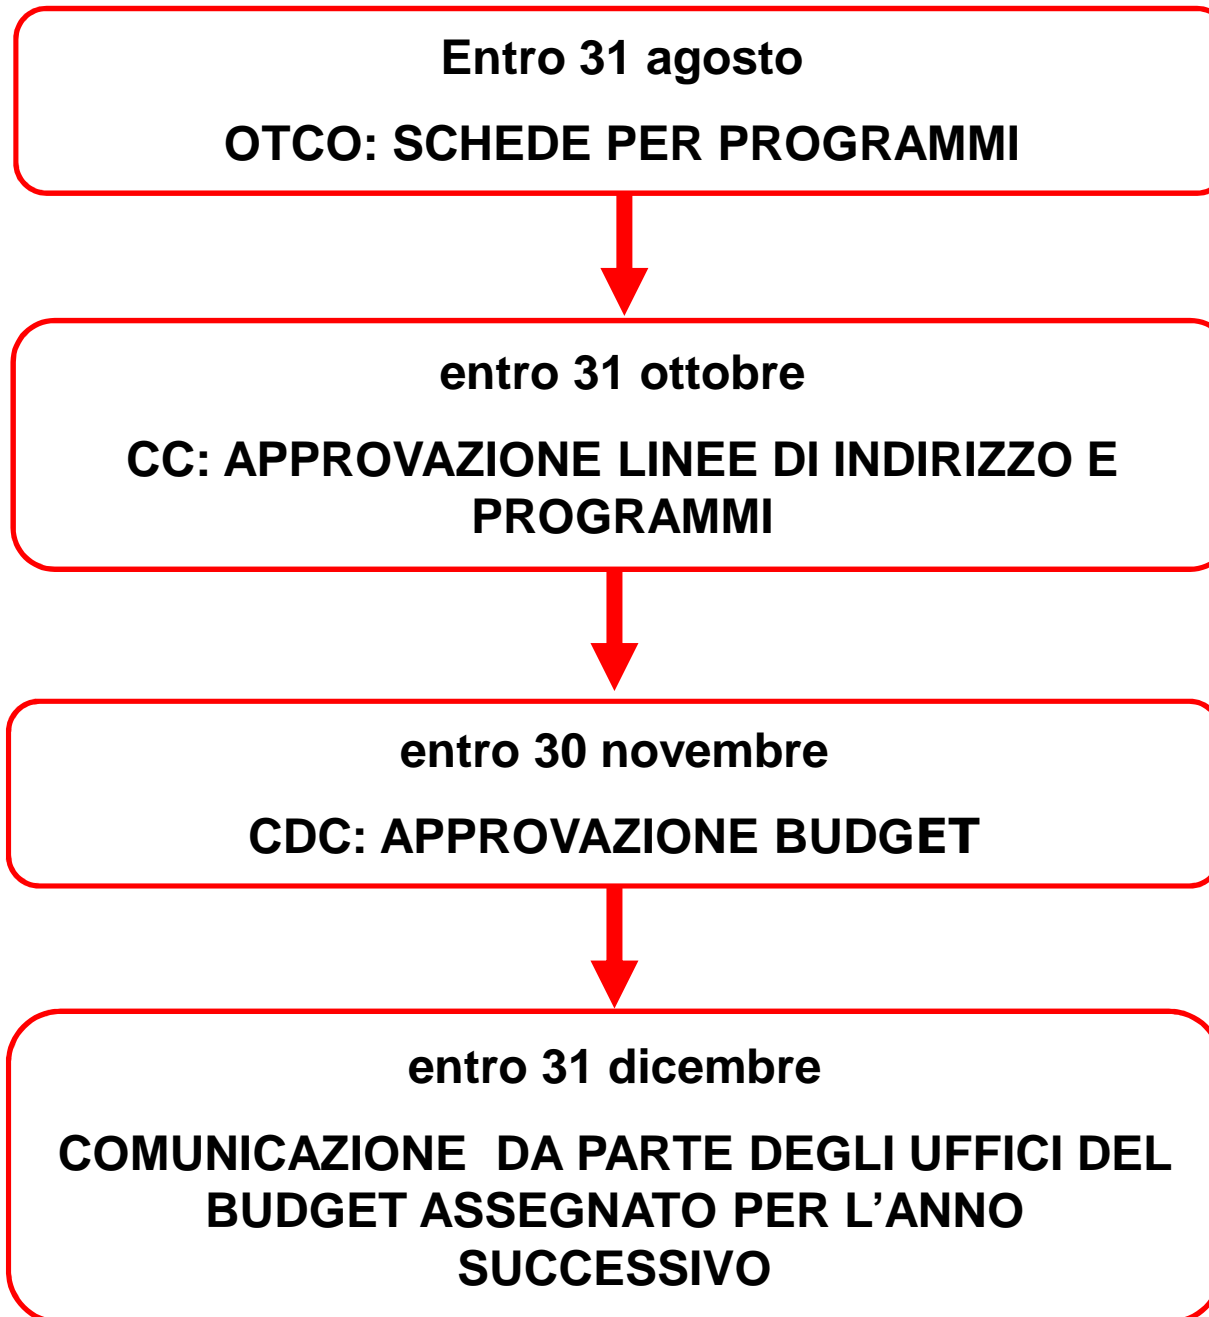 Entro 31 agosto
OTCO: SCHEDE PER PROGRAMMI
entro 31 ottobre
CC: APPROVAZIONE LINEE DI INDIRIZZO E
PROGRAMMI
entro 30 novembre
CDC: APPROVAZIONE BUDGET
entro 31 dicembre
COMUNICAZIONE  DA PARTE DEGLI UFFICI DEL
BUDGET ASSEGNATO PER L’ANNO
SUCCESSIVO